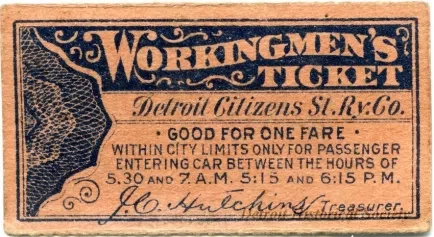 WORKINGMEN'S
TICKET
Detroit Citizens St. Ry. Co.
· GOOD FOR ONE FARE ·
WITHIN CITY LIMITS ONLY FOR PASSENGER
ENTERING CAR BETWEEN THE HOURS OF
5.30 AND 7 A.M. 5:15 AND 6:15 P.M.
J.C. Hutchins Treasurer.
Detroit Historical Society